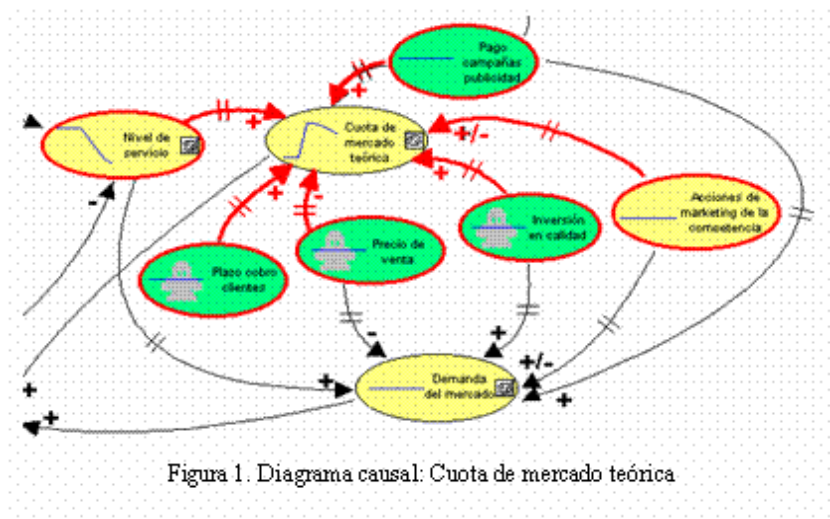 Pago
campañas
publicidad
+
+
+/-
Nivel de
servicio
Cuota de
mercado
teórica
+
-
+
-
Acciones de
marketing de la
competencia
Inversión
en calidad
Precio de
venta
Plazo cobro
clientes
-
+
+/-
+
+
Demanda
del mercado
+
+
Figura 1. Diagrama causal: Cuota de mercado teórica